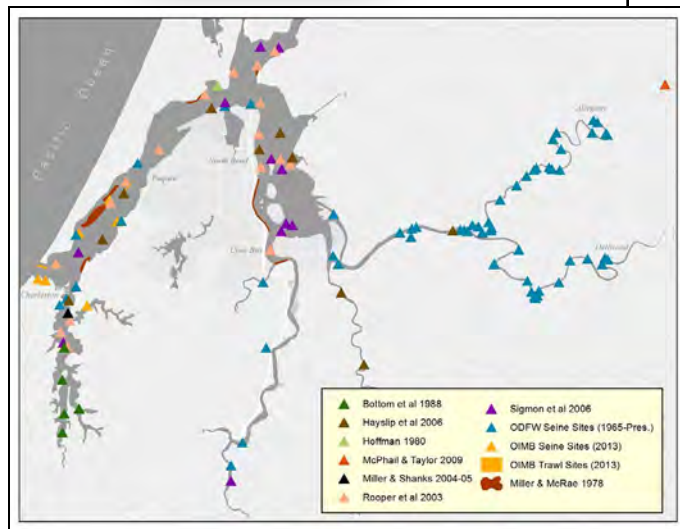 Pacific Ocean
Allegany
North Bend
Empire
Coos Bay
Charleston
Bottom et al 1988
Hayslip et al 2006
Hoffman 1980
McPhail & Taylor 2009
Miller & Shanks 2004-05
Rooper et al 2003
Sigmon et al 2006
ODFW Seine Sites (1965-Pres.)
OIMB Seine Sites (2013)
OIMB Trawl Sites (2013)
Miller & McRae 1978